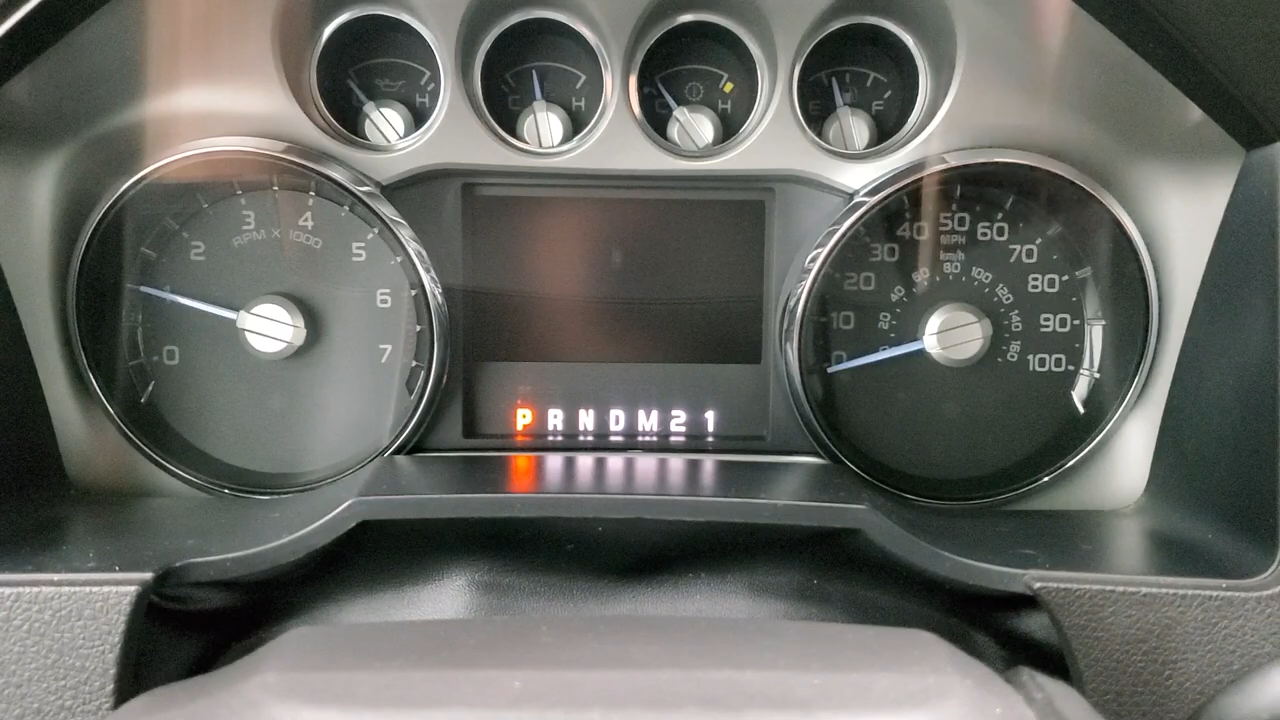 H
C H
C H
E F
0 1 2 3 4 5 6 7
RPM X 1000
0 10 20 30 40 50 60 70 80 90 100
MPH
km/h
20 40 60 80 100 120 140 160
P R N D M 2 1